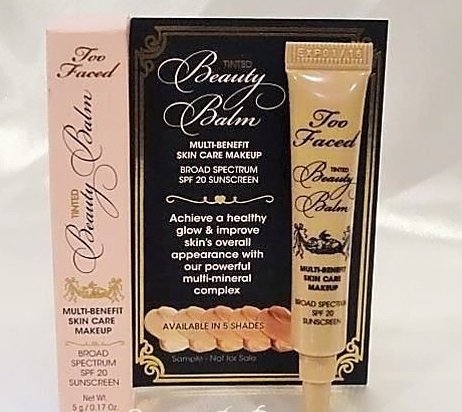 Too
Faced
TINTED
Beauty Balm
MULTI-BENEFIT
SKIN CARE
MAKEUP
BROAD
SPECTRUM
SPF 20
SUNSCREEN
Net Wt.
5 g/0.17 Oz.
TINTED
Beauty
Balm
MULTI-BENEFIT
SKIN CARE MAKEUP
BROAD SPECTRUM
SPF 20 SUNSCREEN
Achieve a healthy
glow & improve
skin's overall
appearance with
our powerful
multi-mineral
complex
AVAILABLE IN 5 SHADES
Sample - Not for Sale
EXP01/15
Too
Faced
TINTED
Beauty
Balm
MULTI-BENEFIT
SKIN CARE
MAKEUP
BROAD SPECTRUM
SPF 20
SUNSCREEN